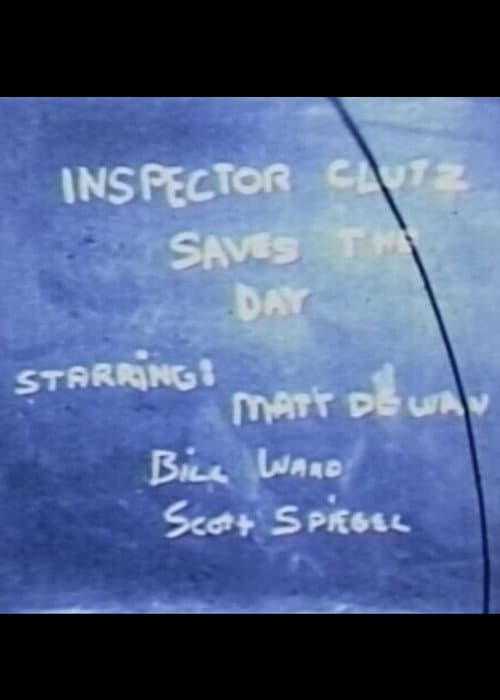 INSPECTOR CLUTZ
SAVES THE
DAY
STARRING:
MATT DEWAN
BILL WARD
SCOTT SPIEGEL